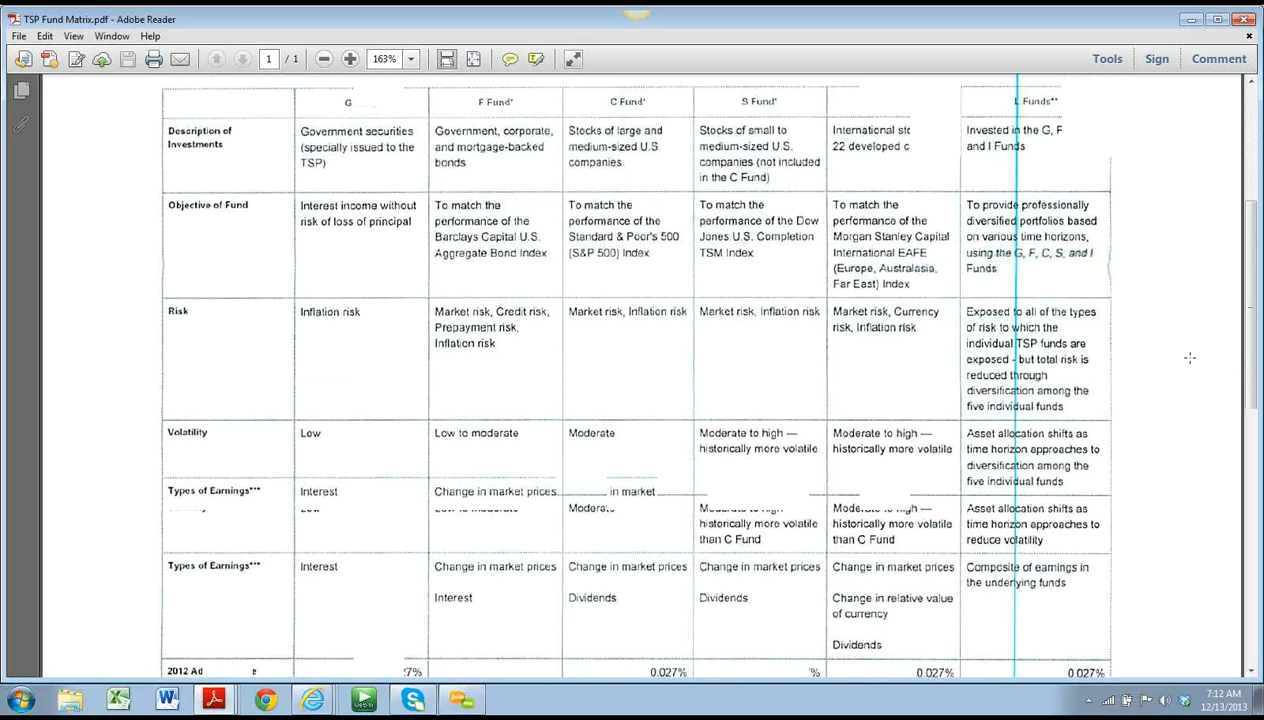 TSP Fund Matrix.pdf - Adobe Reader
File Edit View Window Help
1 / 1 163% Tools Sign Comment
G F Fund* C Fund* S Fund* L Funds**
Description of
Investments
Government securities
(specially issued to the
TSP)
Government, corporate,
and mortgage-backed
bonds
Stocks of large and
medium-sized U.S.
companies
Stocks of small to
medium-sized U.S.
companies (not included
in the C Fund)
International
22 developed
Invested in the G, F
and I Funds
Objective of Fund
Interest income without
risk of loss of principal
To match the
performance of the
Barclays Capital U.S.
Aggregate Bond Index
To match the
performance of the
Standard & Poor's 500
(S&P 500) Index
To match the
performance of the Dow
Jones U.S. Completion
TSM Index
To match the
performance of the
Morgan Stanley Capital
International EAFE
(Europe, Australasia,
Far East) Index
To provide professionally
diversified portfolios based
on various time horizons,
using the G, F, C, S, and I
Funds
Risk
Inflation risk
Market risk, Credit risk,
Prepayment risk,
Inflation risk
Market risk, Inflation risk
Market risk, Inflation risk
Market risk, Currency
risk, Inflation risk
Exposed to all of the types
of risk to which the
individual TSP funds are
exposed - but total risk is
reduced through
diversification among the
five individual funds
Volatility
Low
Low to moderate
Moderate
Moderate to high —
historically more volatile
Moderate to high —
historically more volatile
Asset allocation shifts as
time horizon approaches to
diversification among the
five individual funds
Types of Earnings***
Interest
Change in market prices
in market
Moderate
historically more volatile
than C Fund
Moderate to high —
historically more volatile
than C Fund
Asset allocation shifts as
time horizon approaches to
reduce volatility
Types of Earnings***
Interest
Change in market prices
Interest
Change in market prices
Dividends
Change in market prices
Dividends
Change in market prices
Change in relative value
of currency
Dividends
Composite of earnings in
the underlying funds
2012 Ad e 7% 0.027% % 0.027% 0.027%
7:12 AM
12/13/2013